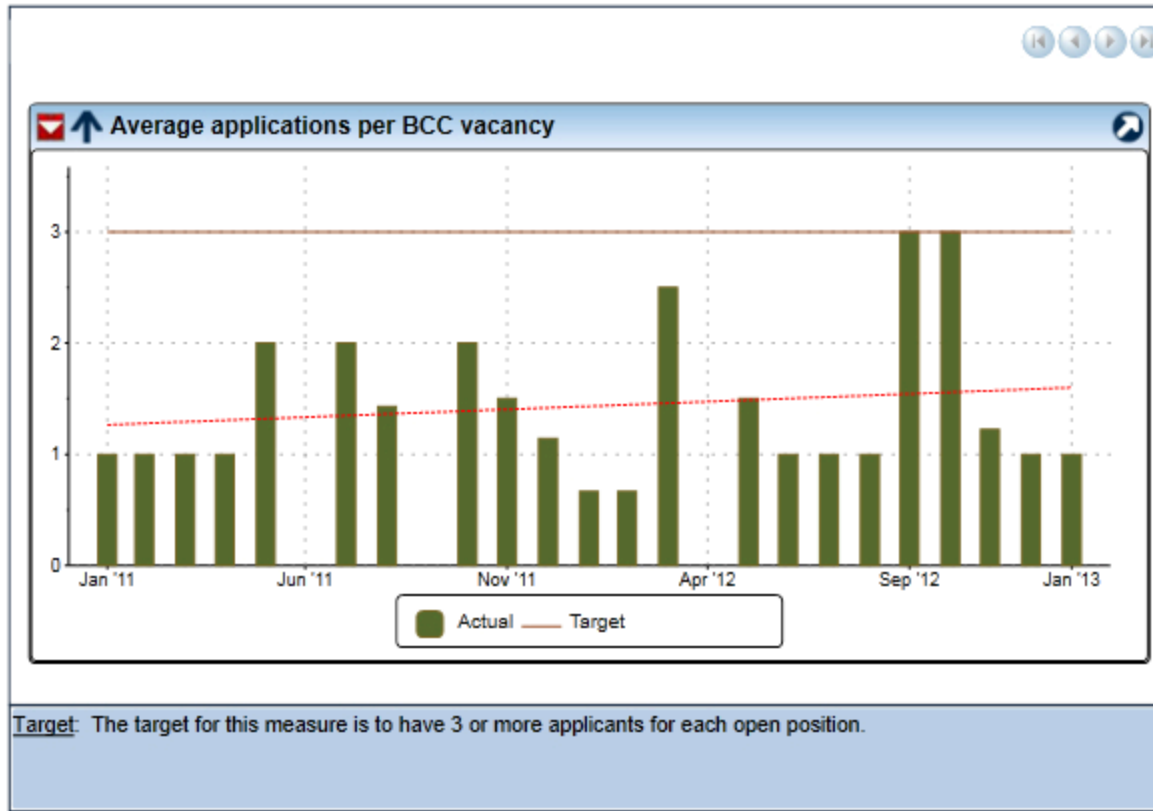 Average applications per BCC vacancy
3
2
1
0
Jan '11 Jun '11 Nov '11 Apr '12 Sep '12 Jan '13
Actual Target
Target: The target for this measure is to have 3 or more applicants for each open position.